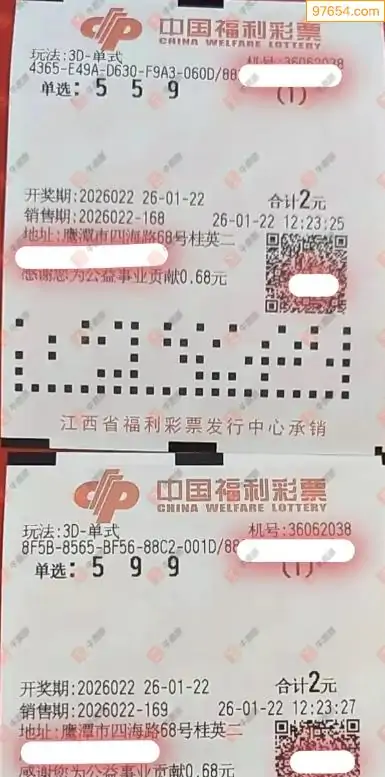 97654.com
中国福利彩票
CHINA WELFARE LOTTERY
玩法:3D-单式 机号:36062038
4365-E49A-D630-F9A3-060D/88
单选: 5 5 9 (1)
开奖期:2026022 26-01-22 合计2元
销售期:2026022-168 26-01-22 12:23:25
地址:鹰潭市四海路68号桂英二
感谢您为公益事业贡献0.68元
江西省福利彩票发行中心承销
中国福利彩票
CHINA WELFARE LOTTERY
玩法:3D-单式 机号:36062038
8F5B-8565-BF56-88C2-001D/88
单选: 5 9 9 (1)
开奖期:2026022 26-01-22 合计2元
销售期:2026022-169 26-01-22 12:23:27
地址:鹰潭市四海路68号桂英二
感谢您为公益事业贡献0.68元